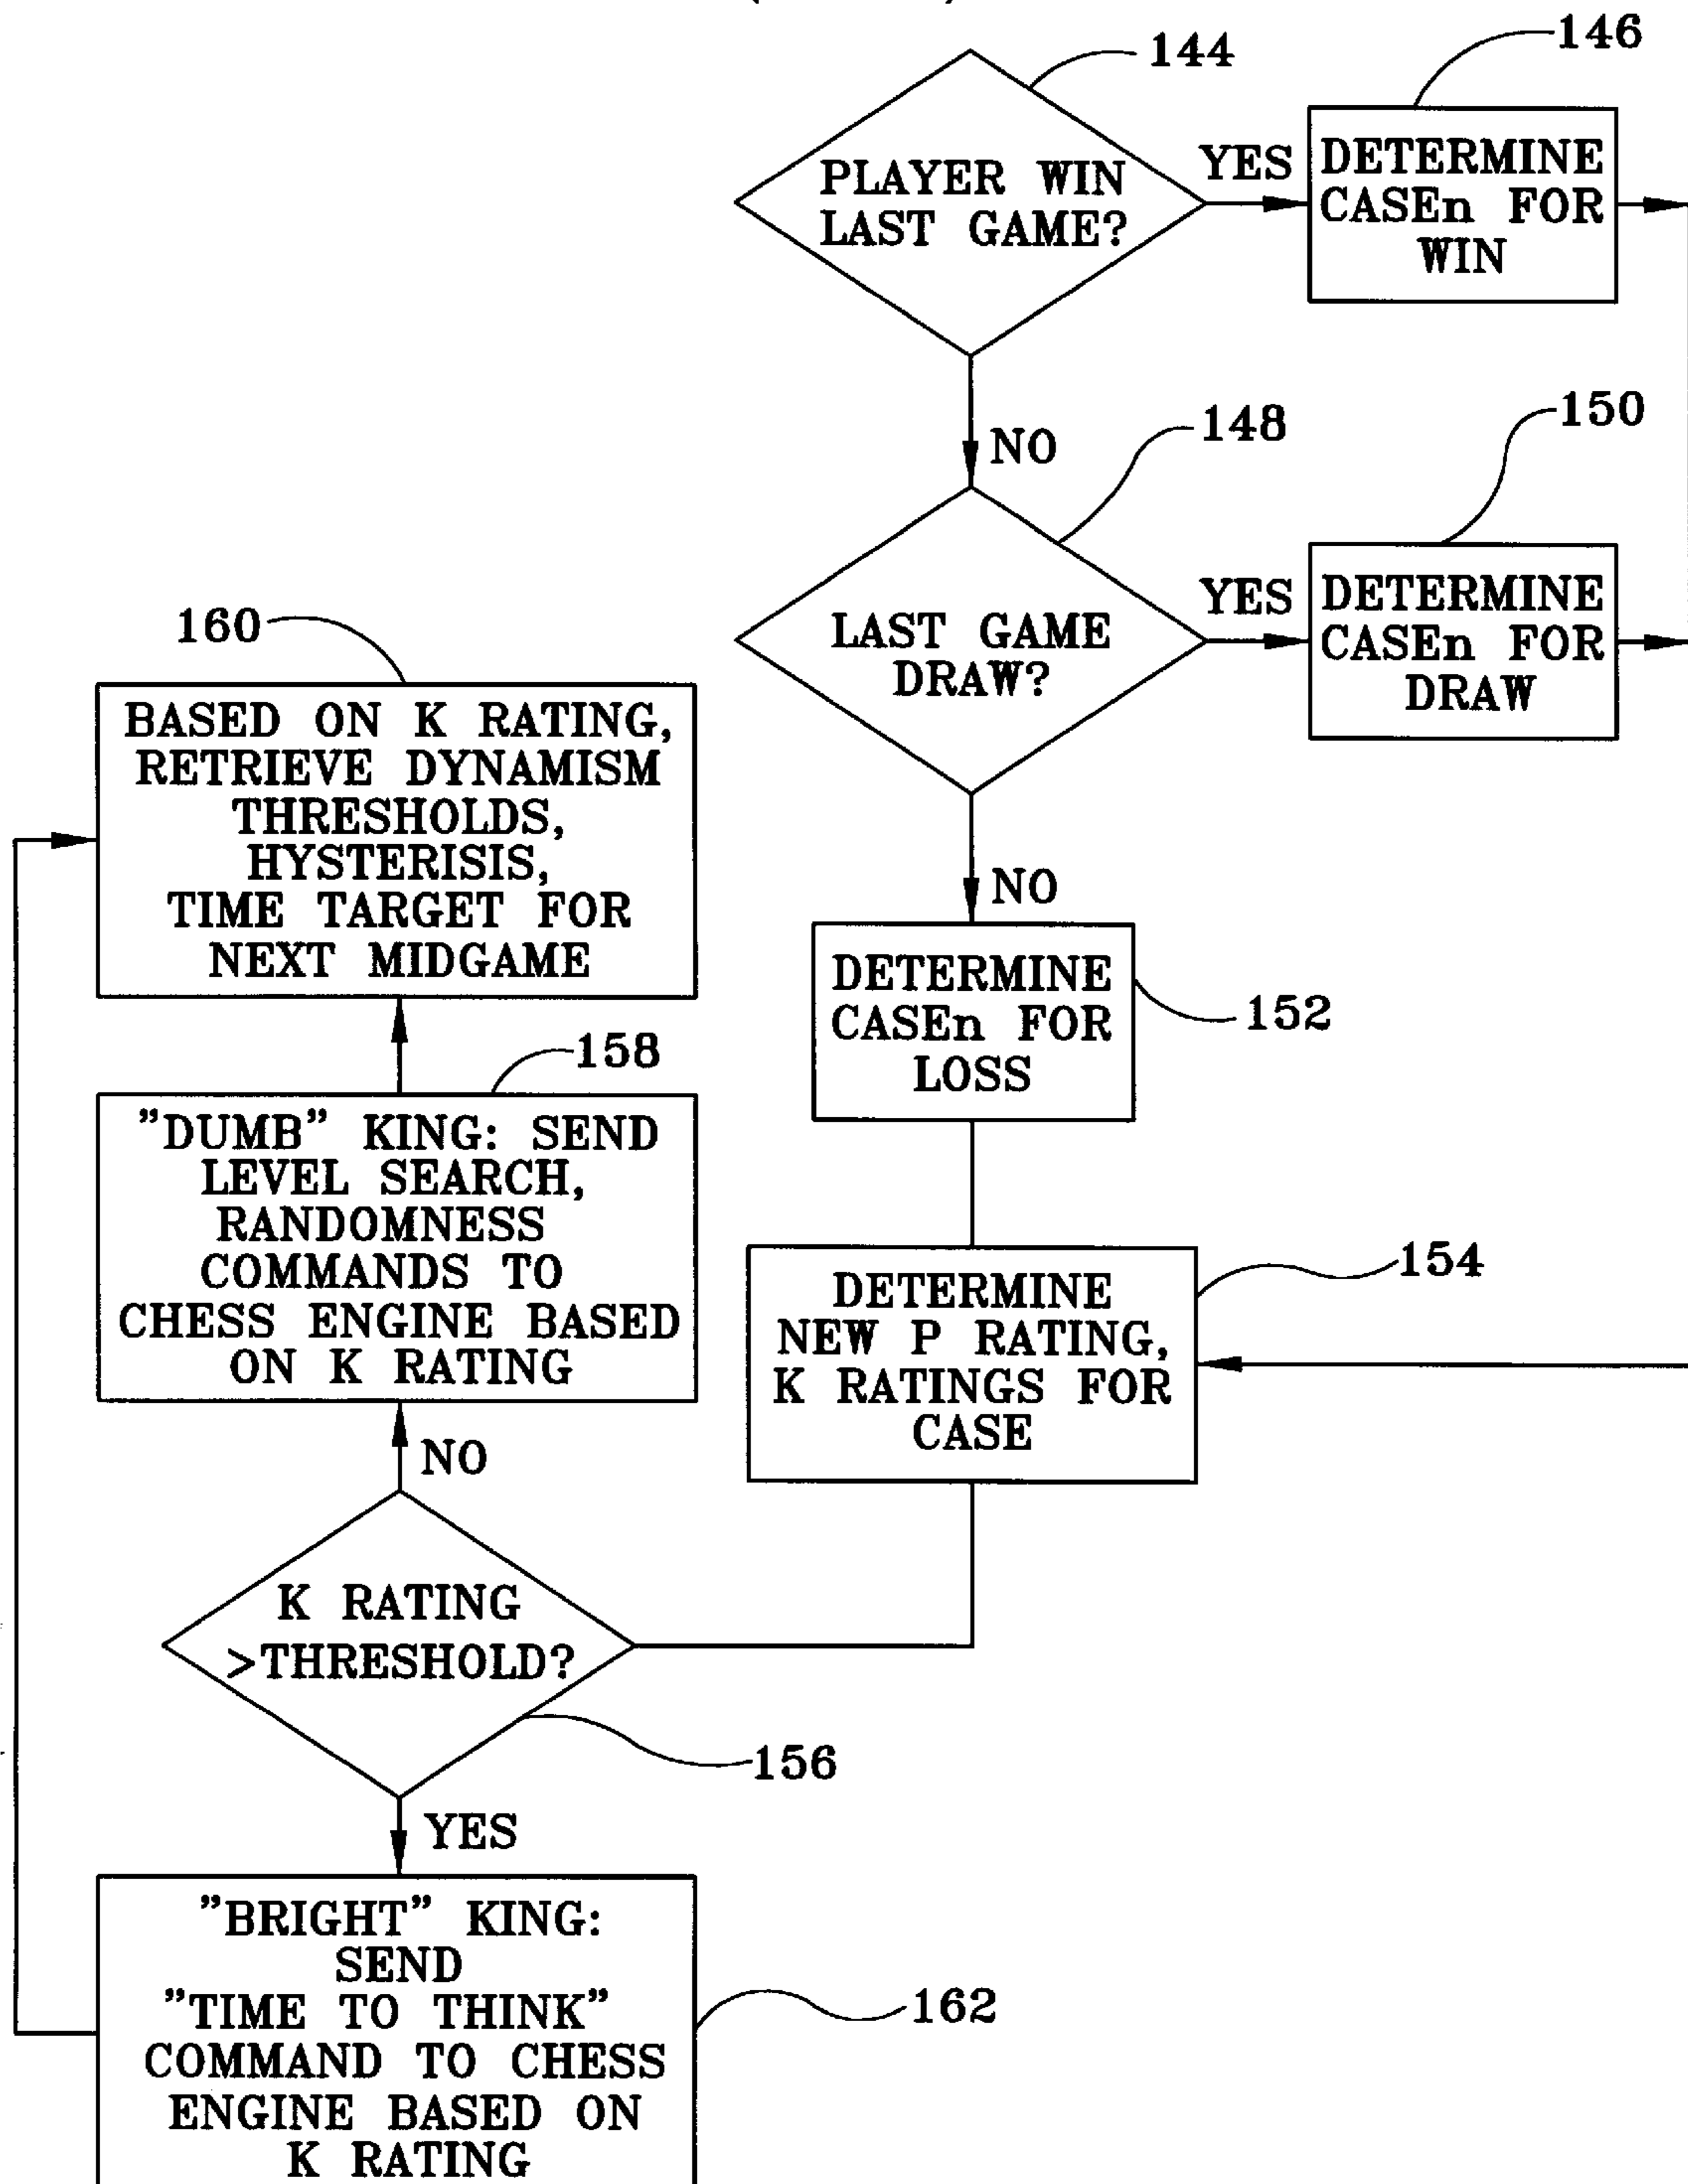 144
PLAYER WIN
LAST GAME?
YES
146
DETERMINE
CASEn FOR
WIN
NO
148
LAST GAME
DRAW?
YES
150
DETERMINE
CASEn FOR
DRAW
NO
DETERMINE
CASEn FOR
LOSS
152
DETERMINE
NEW P RATING,
K RATINGS FOR
CASE
154
K RATING
>THRESHOLD?
156
NO
158
"DUMB" KING: SEND
LEVEL SEARCH,
RANDOMNESS
COMMANDS TO
CHESS ENGINE BASED
ON K RATING
160
BASED ON K RATING,
RETRIEVE DYNAMISM
THRESHOLDS,
HYSTERISIS,
TIME TARGET FOR
NEXT MIDGAME
YES
"BRIGHT" KING:
SEND
"TIME TO THINK"
COMMAND TO CHESS
ENGINE BASED ON
K RATING
162